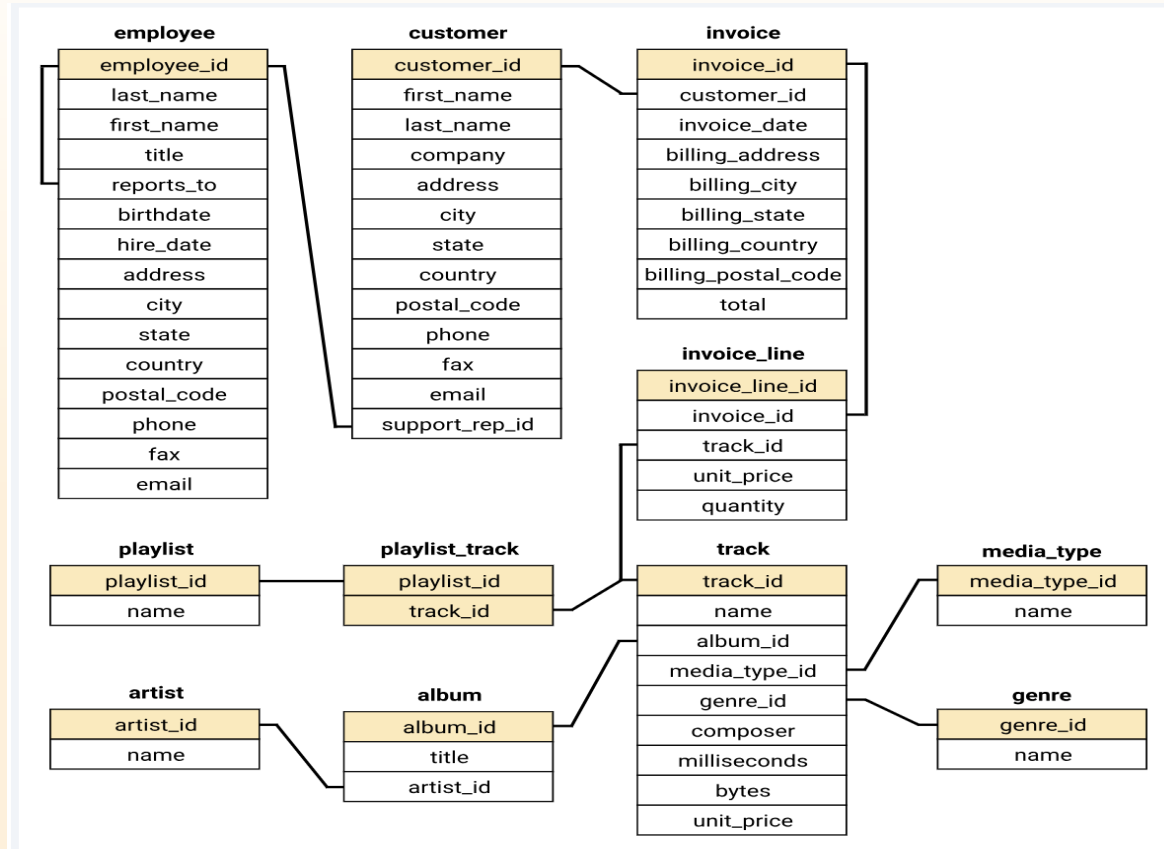 employee
employee_id
last_name
first_name
title
reports_to
birthdate
hire_date
address
city
state
country
postal_code
phone
fax
email
customer
customer_id
first_name
last_name
company
address
city
state
country
postal_code
phone
fax
email
support_rep_id
invoice
invoice_id
customer_id
invoice_date
billing_address
billing_city
billing_state
billing_country
billing_postal_code
total
invoice_line
invoice_line_id
invoice_id
track_id
unit_price
quantity
playlist
playlist_id
name
playlist_track
playlist_id
track_id
track
track_id
name
album_id
media_type_id
genre_id
composer
milliseconds
bytes
unit_price
media_type
media_type_id
name
artist
artist_id
name
album
album_id
title
artist_id
genre
genre_id
name